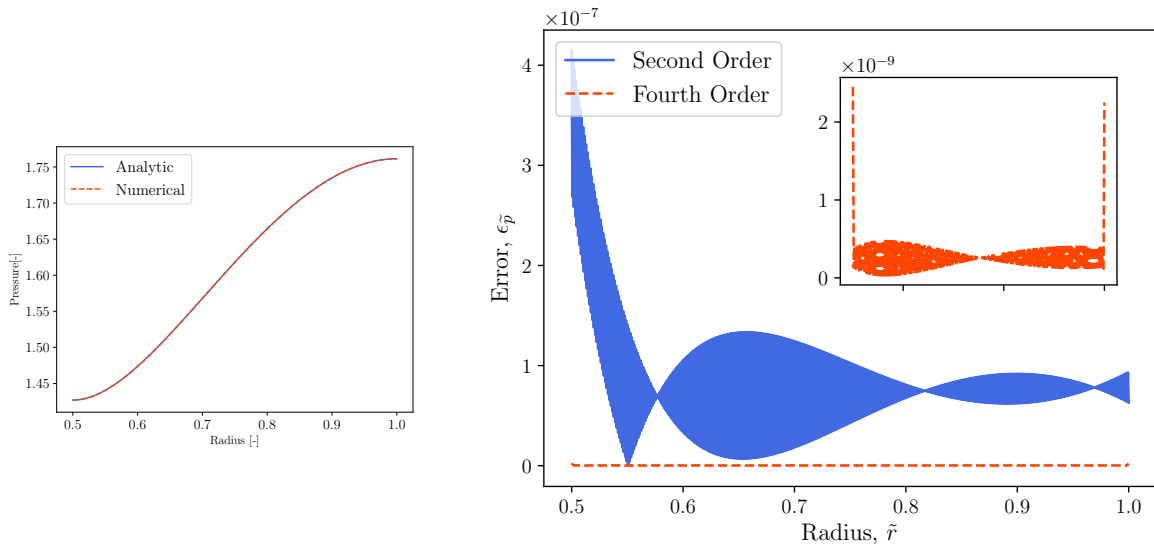 Analytic
Numerical
1.75
1.70
1.65
1.60
1.55
1.50
1.45
Pressure[-]
0.5 0.6 0.7 0.8 0.9 1.0
Radius [-]
×10⁻⁷
Second Order
Fourth Order
4
3
2
1
0
Error, ϵ_p̃
0.5 0.6 0.7 0.8 0.9 1.0
Radius, r̃
×10⁻⁹
2
1
0